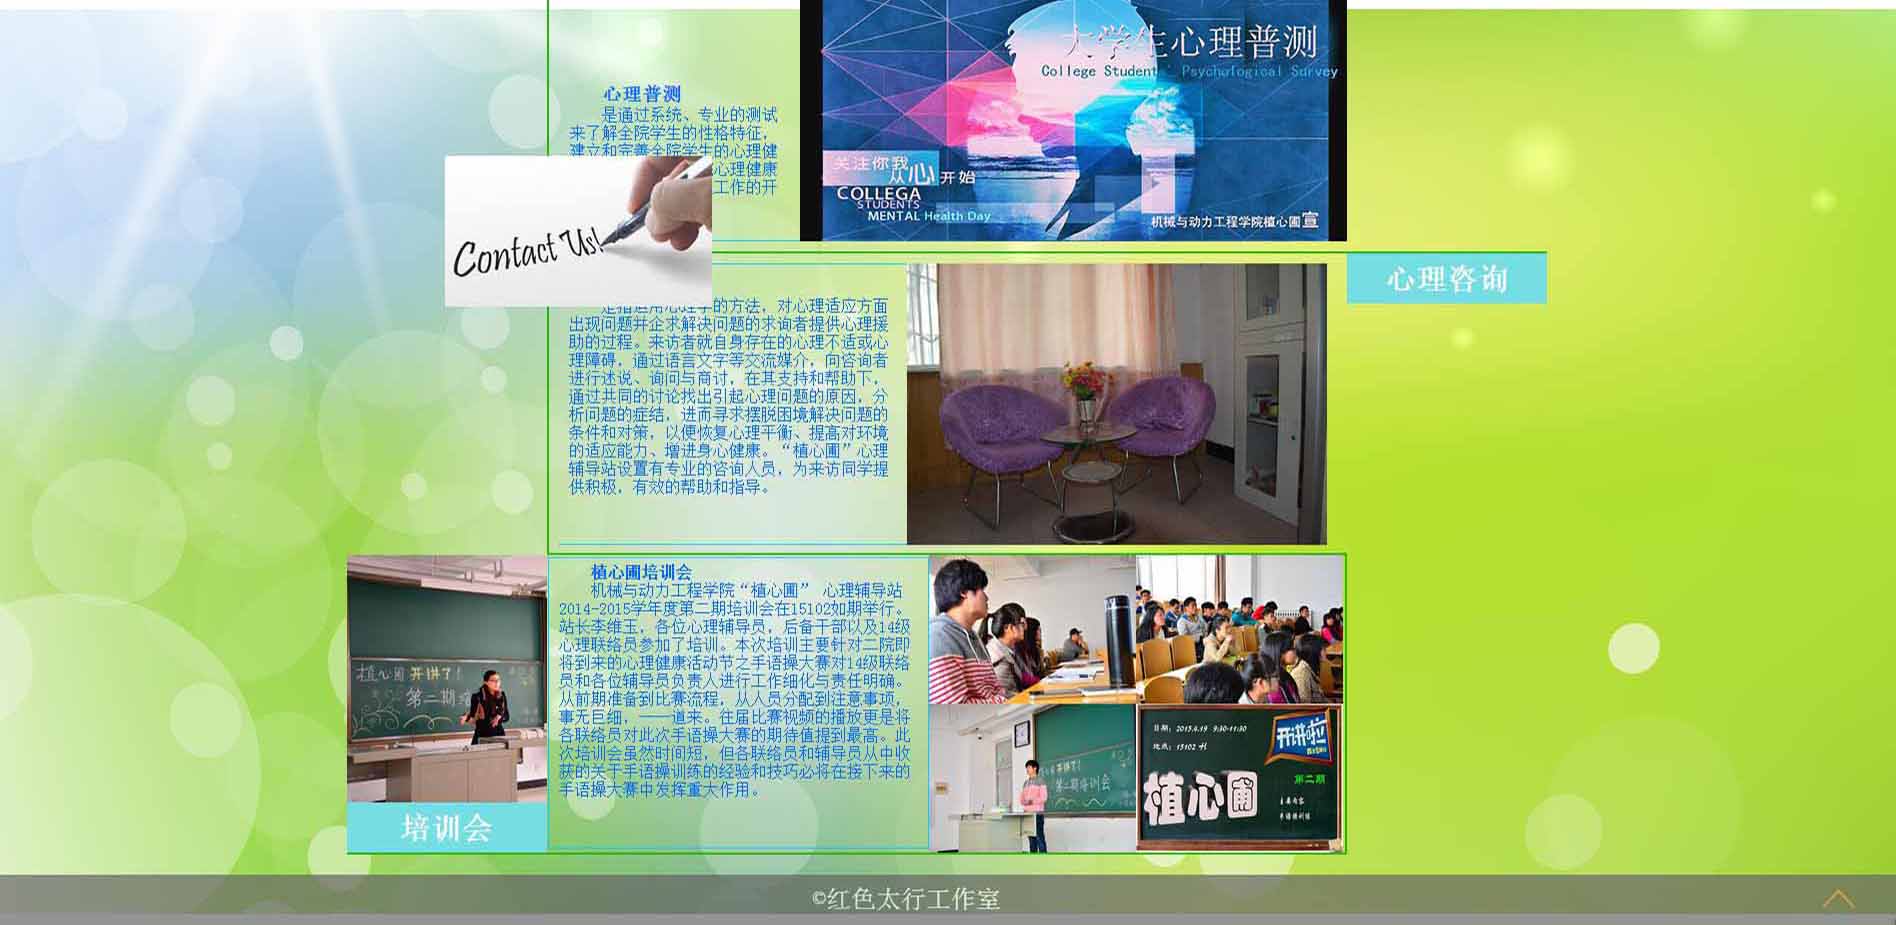 大学生心理普测
College Students' Psychological Survey
心理普测
是通过系统、专业的测试
来了解全院学生的性格特征，
建立和完善全院学生的心理健
心理健康
工作的开
关注你我
从心开始
COLLEGA
STUDENTS
MENTAL Health Day
机械与动力工程学院植心圃宣
Contact Us!
心理咨询
是指运用心理学的方法，对心理适应方面
出现问题并企求解决问题的求询者提供心理援
助的过程。来访者就自身存在的心理不适或心
理障碍，通过语言文字等交流媒介，向咨询者
进行述说、询问与商讨，在其支持和帮助下，
通过共同的讨论找出引起心理问题的原因，分
析问题的症结，进而寻求摆脱困境解决问题的
条件和对策，以便恢复心理平衡、提高对环境
的适应能力、增进身心健康。“植心圃”心理
辅导站设置有专业的咨询人员，为来访同学提
供积极，有效的帮助和指导。
植心圃培训会
机械与动力工程学院“植心圃” 心理辅导站
2014-2015学年度第二期培训会在15102如期举行。
站长李维玉，各位心理辅导员，后备干部以及14级
心理联络员参加了培训。本次培训主要针对二院即
将到来的心理健康活动节之手语操大赛对14级联络
员和各位辅导员负责人进行工作细化与责任明确。
从前期准备到比赛流程，从人员分配到注意事项，
事无巨细，一一道来。往届比赛视频的播放更是将
各联络员对此次手语操大赛的期待值提到最高。此
次培训会虽然时间短，但各联络员和辅导员从中收
获的关于手语操训练的经验和技巧必将在接下来的
手语操大赛中发挥重大作用。
植心圃 开讲了!
第二期
培训会
开讲了!
第二期培训会
日期: 2015.4.19 9:30-11:30
地点: 15102
开讲啦
第二期
植心圃
主要内容
手语操训练
©红色太行工作室